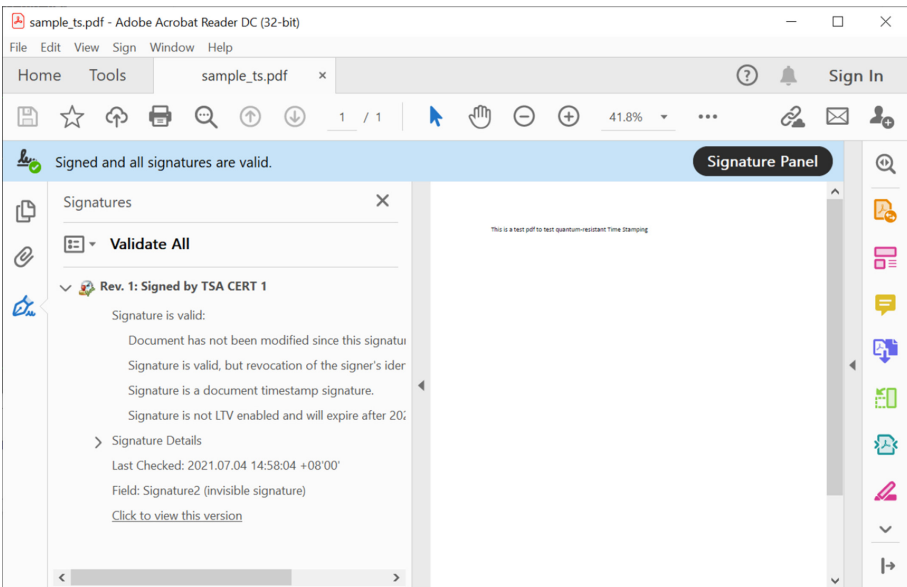 sample_ts.pdf - Adobe Acrobat Reader DC (32-bit)
File Edit View Sign Window Help
Home Tools sample_ts.pdf × Sign In
1 / 1 41.8%
Signed and all signatures are valid. Signature Panel
Signatures
Validate All
Rev. 1: Signed by TSA CERT 1
Signature is valid:
Document has not been modified since this
Signature is valid, but revocation of the signer's
Signature is a document timestamp signature.
Signature is not LTV enabled and will expire after
Signature Details
Last Checked: 2021.07.04 14:58:04 +08'00'
Field: Signature2 (invisible signature)
Click to view this version
This is a test pdf to test quantum-resistant Time Stamping